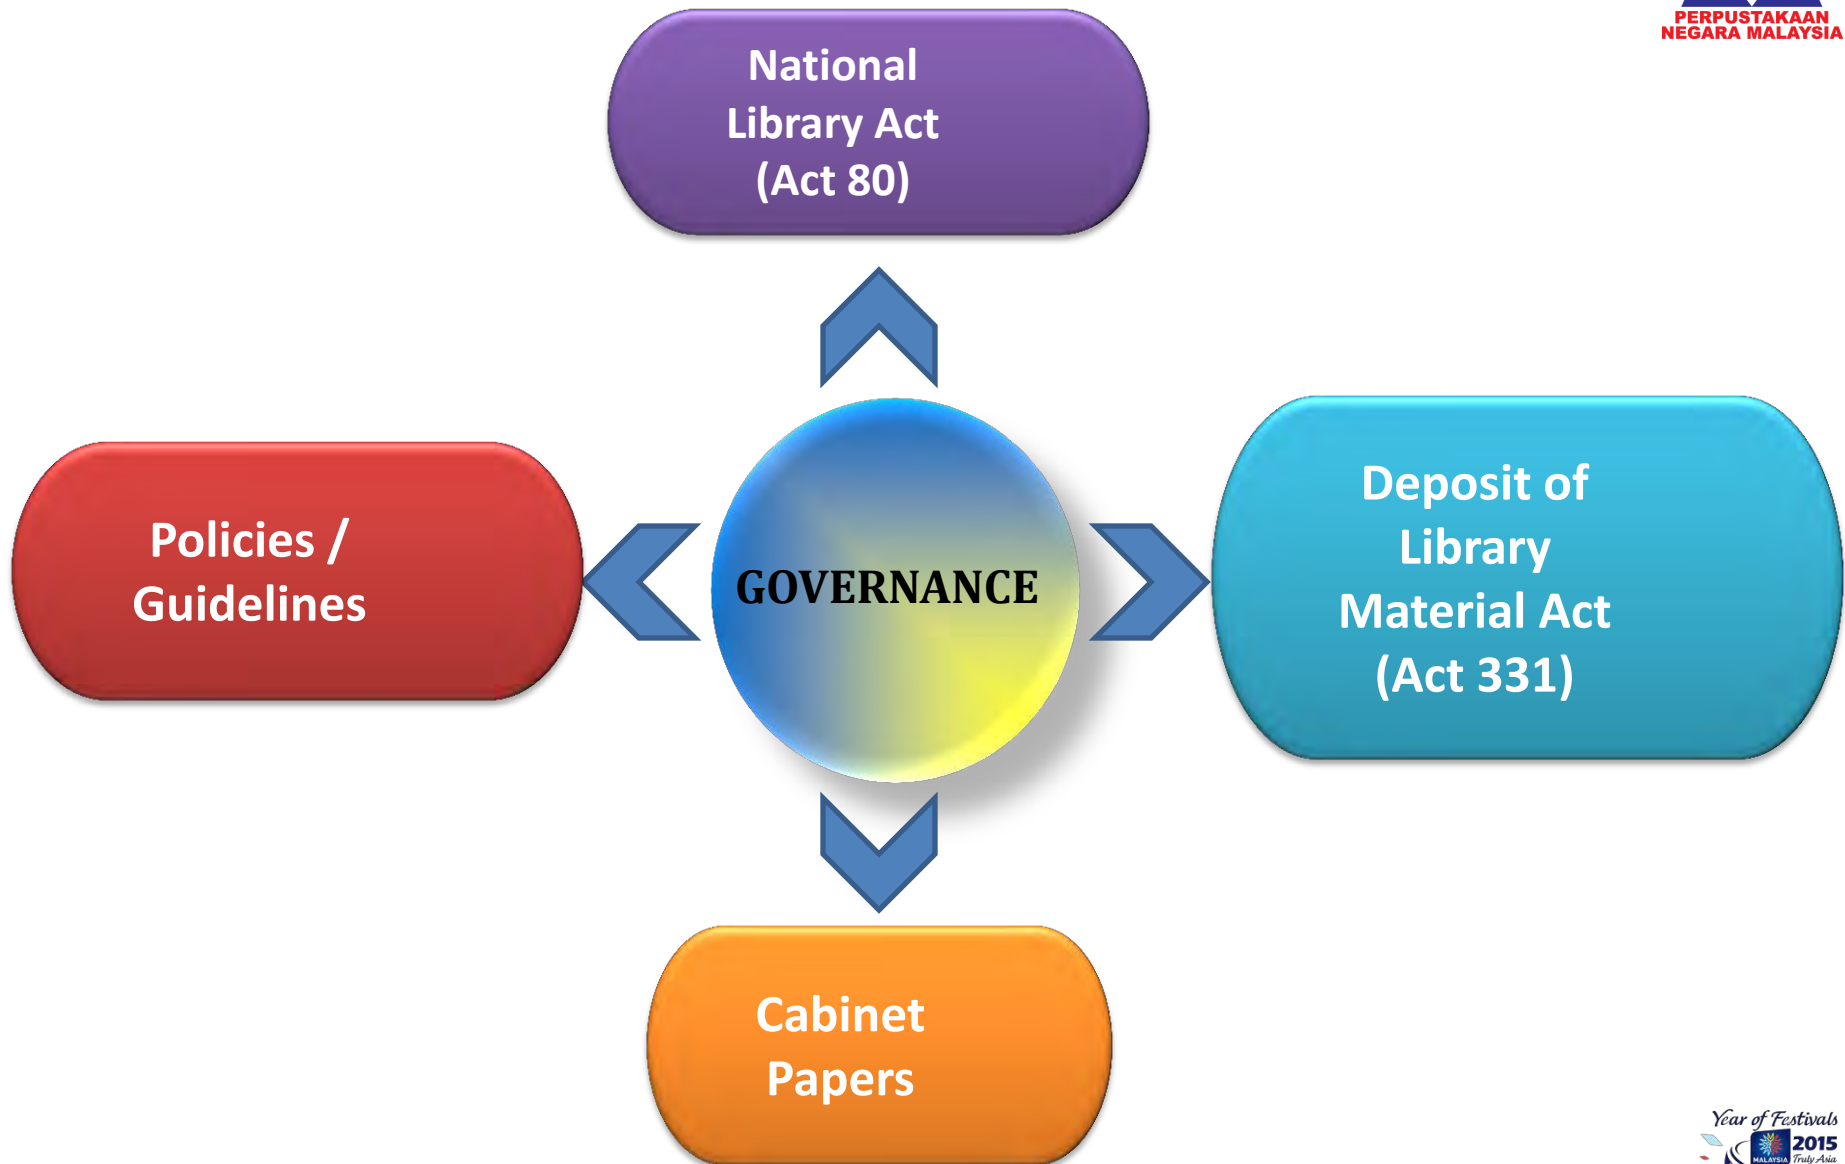 PERPUSTAKAAN
NEGARA MALAYSIA
National
Library Act
(Act 80)
Policies /
Guidelines
GOVERNANCE
Deposit of
Library
Material Act
(Act 331)
Cabinet
Papers
Year of Festivals
2015
MALAYSIA Truly Asia